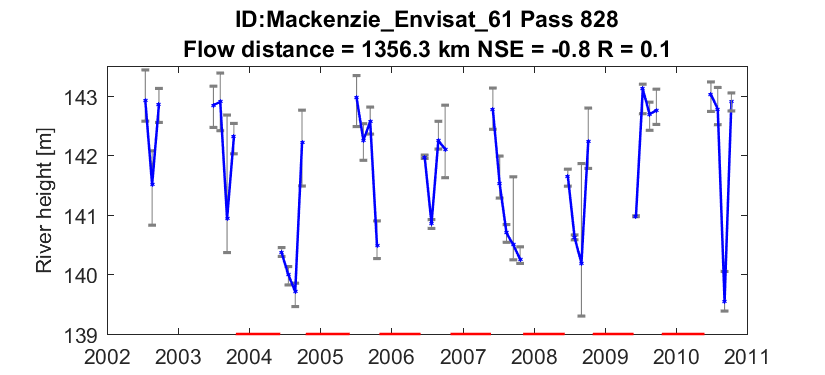 ID:Mackenzie_Envisat_61 Pass 828
Flow distance = 1356.3 km NSE = -0.8 R = 0.1
River height [m]
143
142
141
140
139
2002 2003 2004 2005 2006 2007 2008 2009 2010 2011